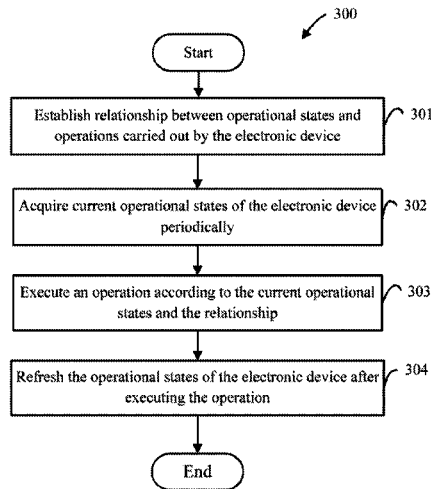 300
Start
Establish relationship between operational states and
operations carried out by the electronic device
301
Acquire current operational states of the electronic device
periodically
302
Execute an operation according to the current operational
states and the relationship
303
Refresh the operational states of the electronic device after
executing the operation
304
End